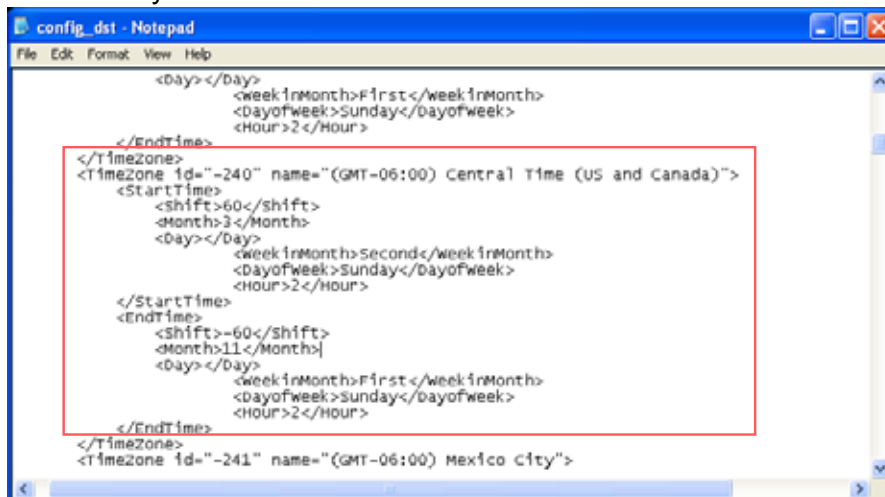 config_dst - Notepad
File Edit Format View Help
<Day></Day>
<WeekinMonth>First</WeekinMonth>
<DayofWeek>Sunday</DayofWeek>
<Hour>2</Hour>
</EndTime>
</TimeZone>
<TimeZone id="-240" name="(GMT-06:00) Central Time (US and Canada)">
<StartTime>
<Shift>60</Shift>
<Month>3</Month>
<Day></Day>
<WeekinMonth>Second</WeekinMonth>
<DayofWeek>Sunday</DayofWeek>
<Hour>2</Hour>
</StartTime>
<EndTime>
<Shift>-60</Shift>
<Month>11</Month>
<Day></Day>
<WeekinMonth>First</WeekinMonth>
<DayofWeek>Sunday</DayofWeek>
<Hour>2</Hour>
</EndTime>
</TimeZone>
<TimeZone id="-241" name="(GMT-06:00) Mexico City">